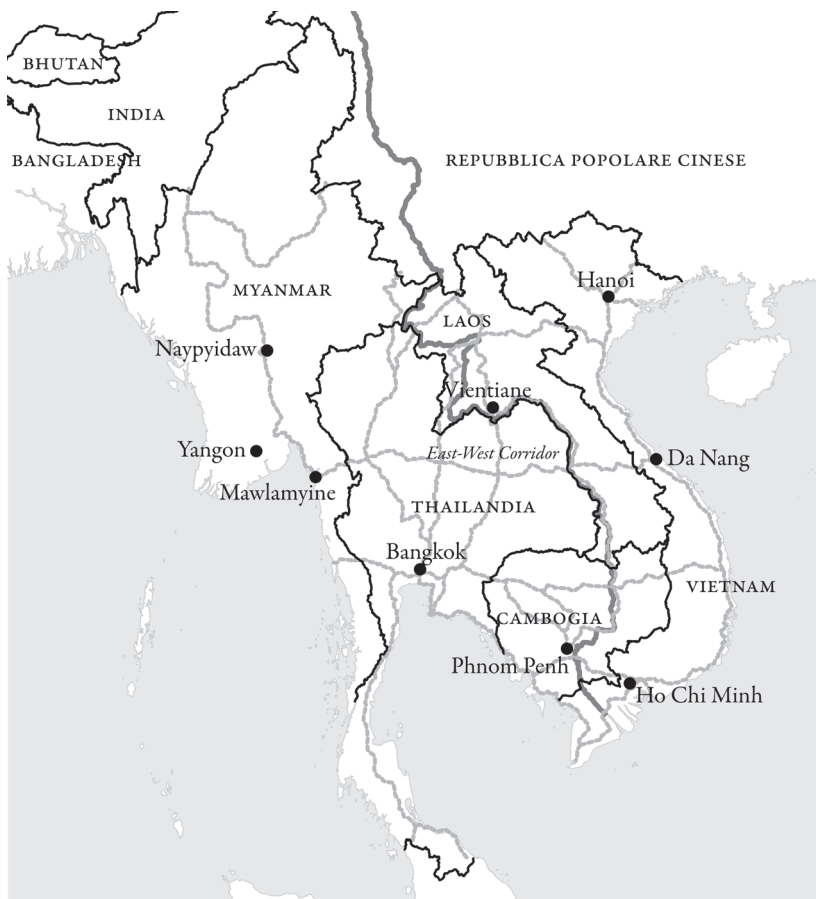 BHUTAN
INDIA
BANGLADESH
REPUBBLICA POPOLARE CINESE
Hanoi
MYANMAR
LAOS
Naypyidaw
Vientiane
Yangon
East-West Corridor
Da Nang
Mawlamyine
THAILANDIA
Bangkok
VIETNAM
CAMBOGIA
Phnom Penh
Ho Chi Minh